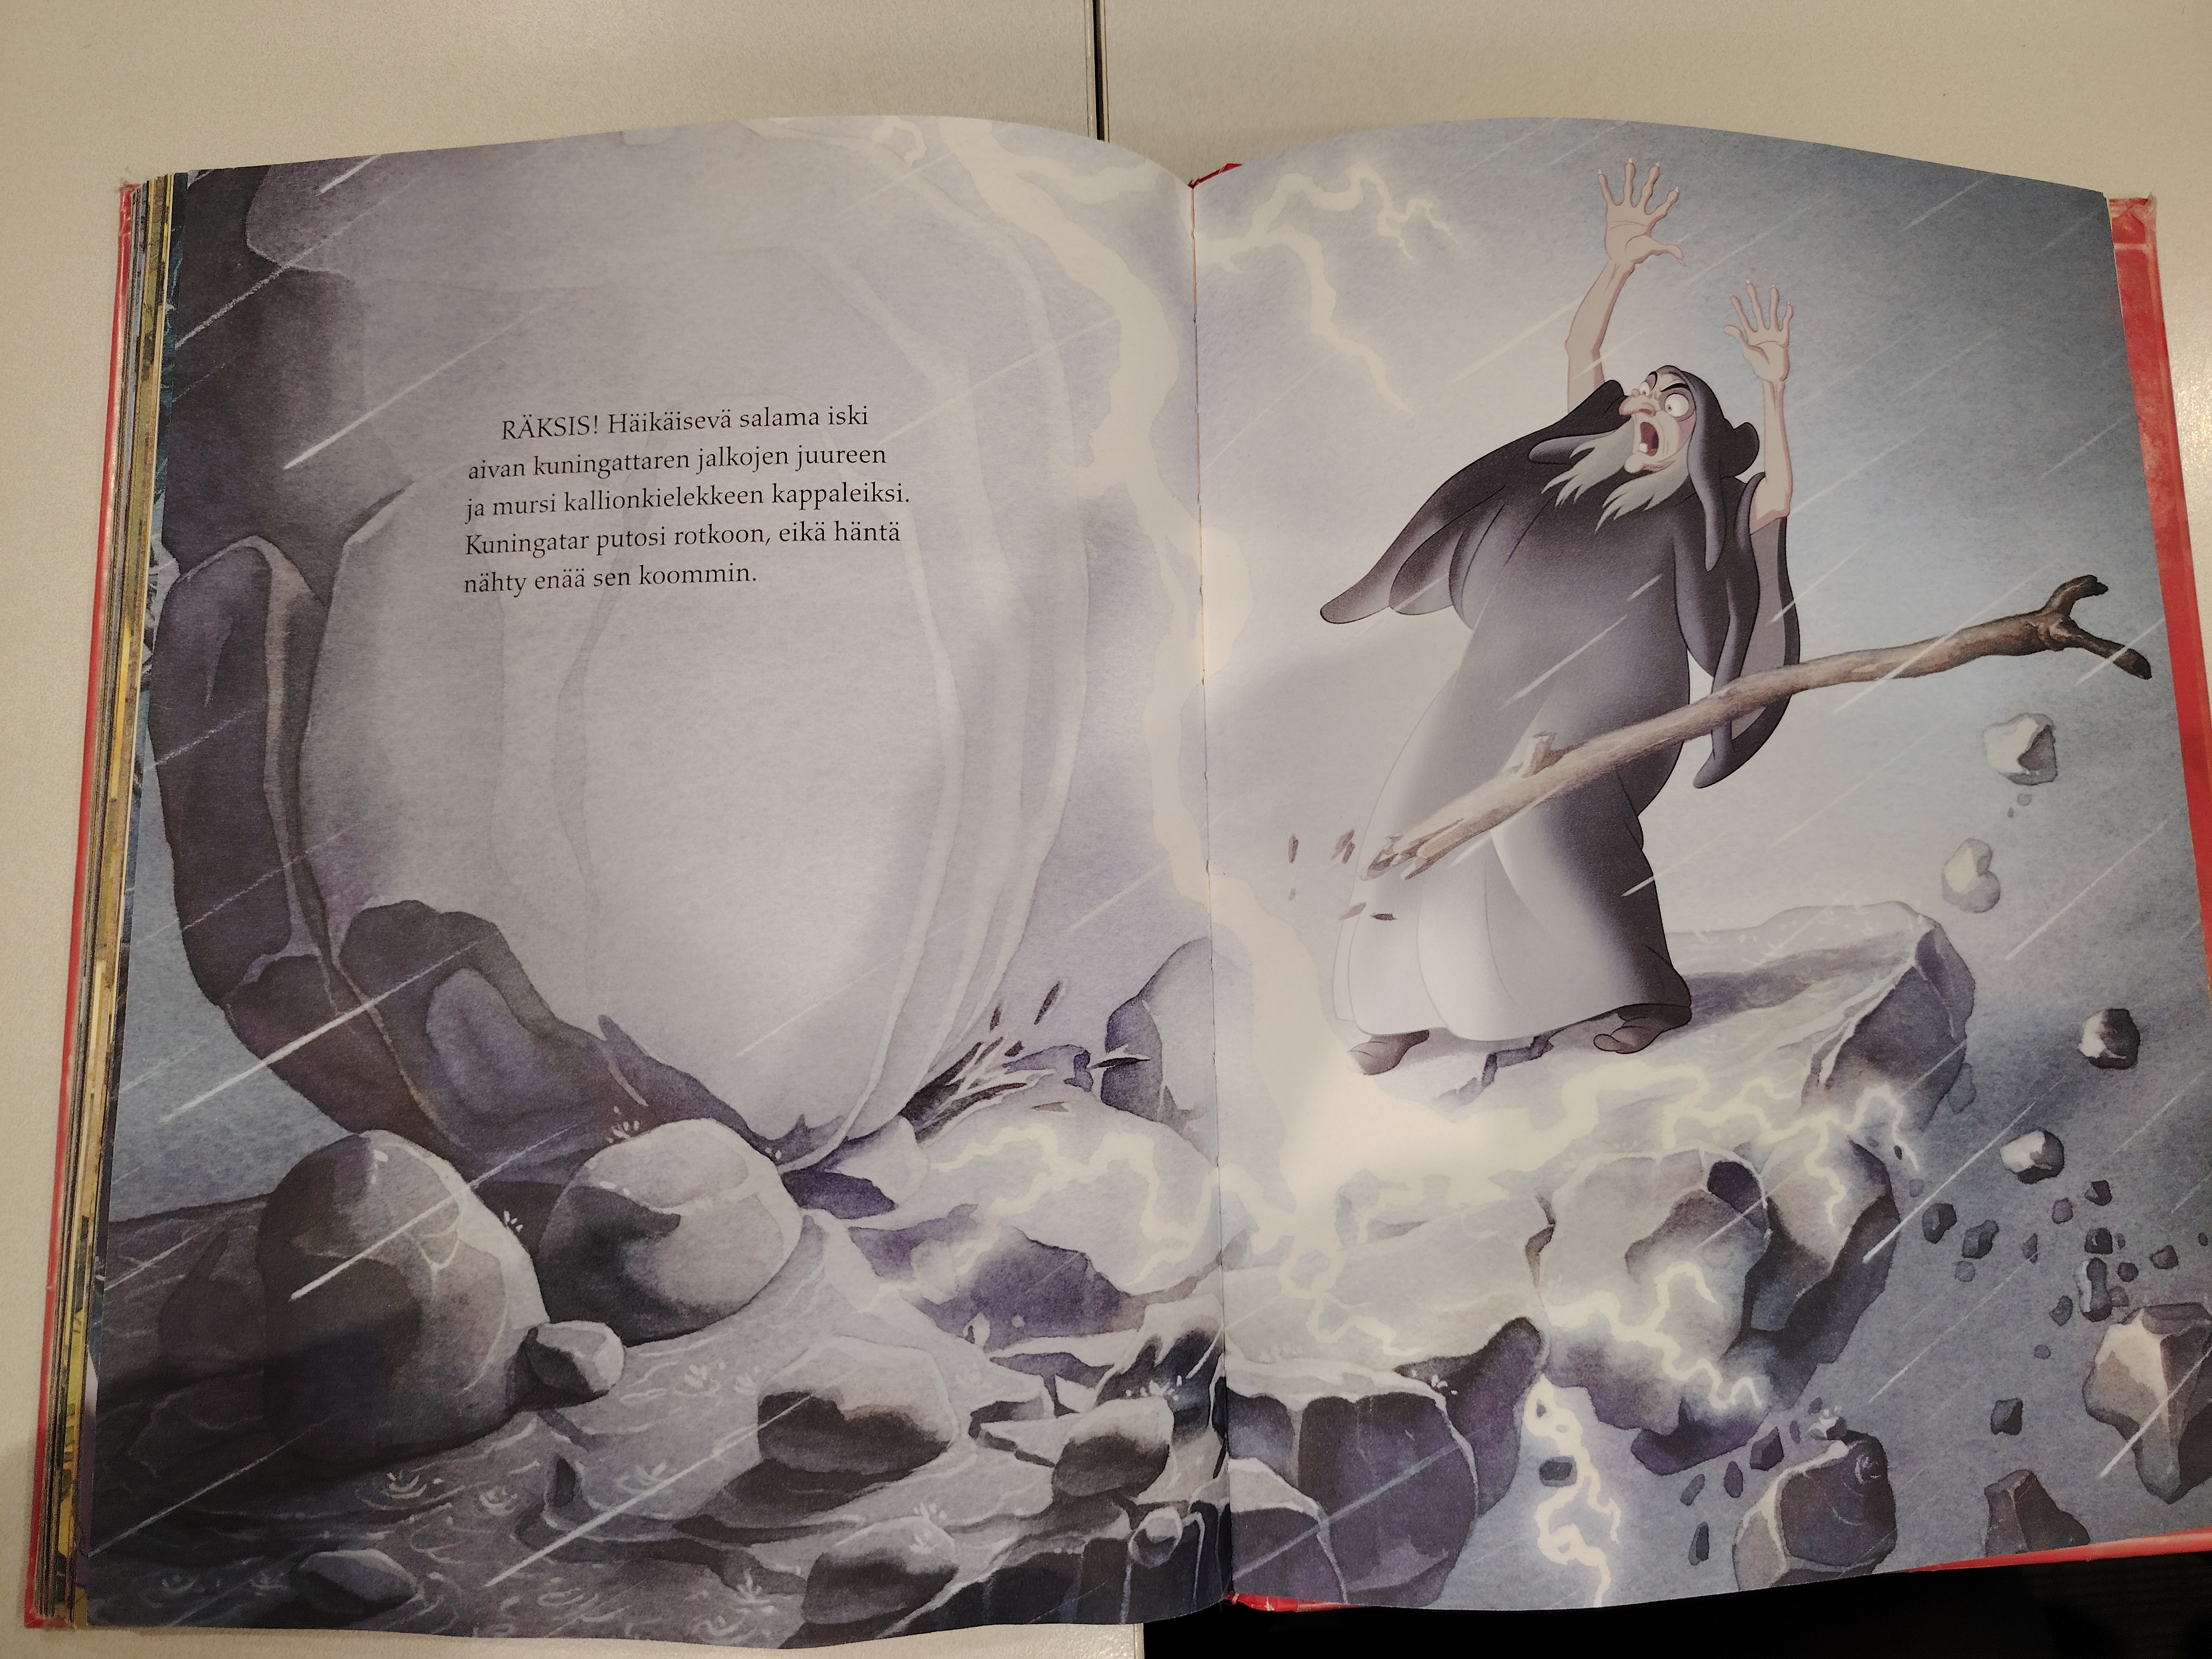 RÄKSIS! Häikäisevä salama iski
aivan kuningattaren jalkojen juureen
ja mursi kallionkielekkeen kappaleiksi.
Kuningatar putosi rotkoon, eikä häntä
nähty enää sen koommin.